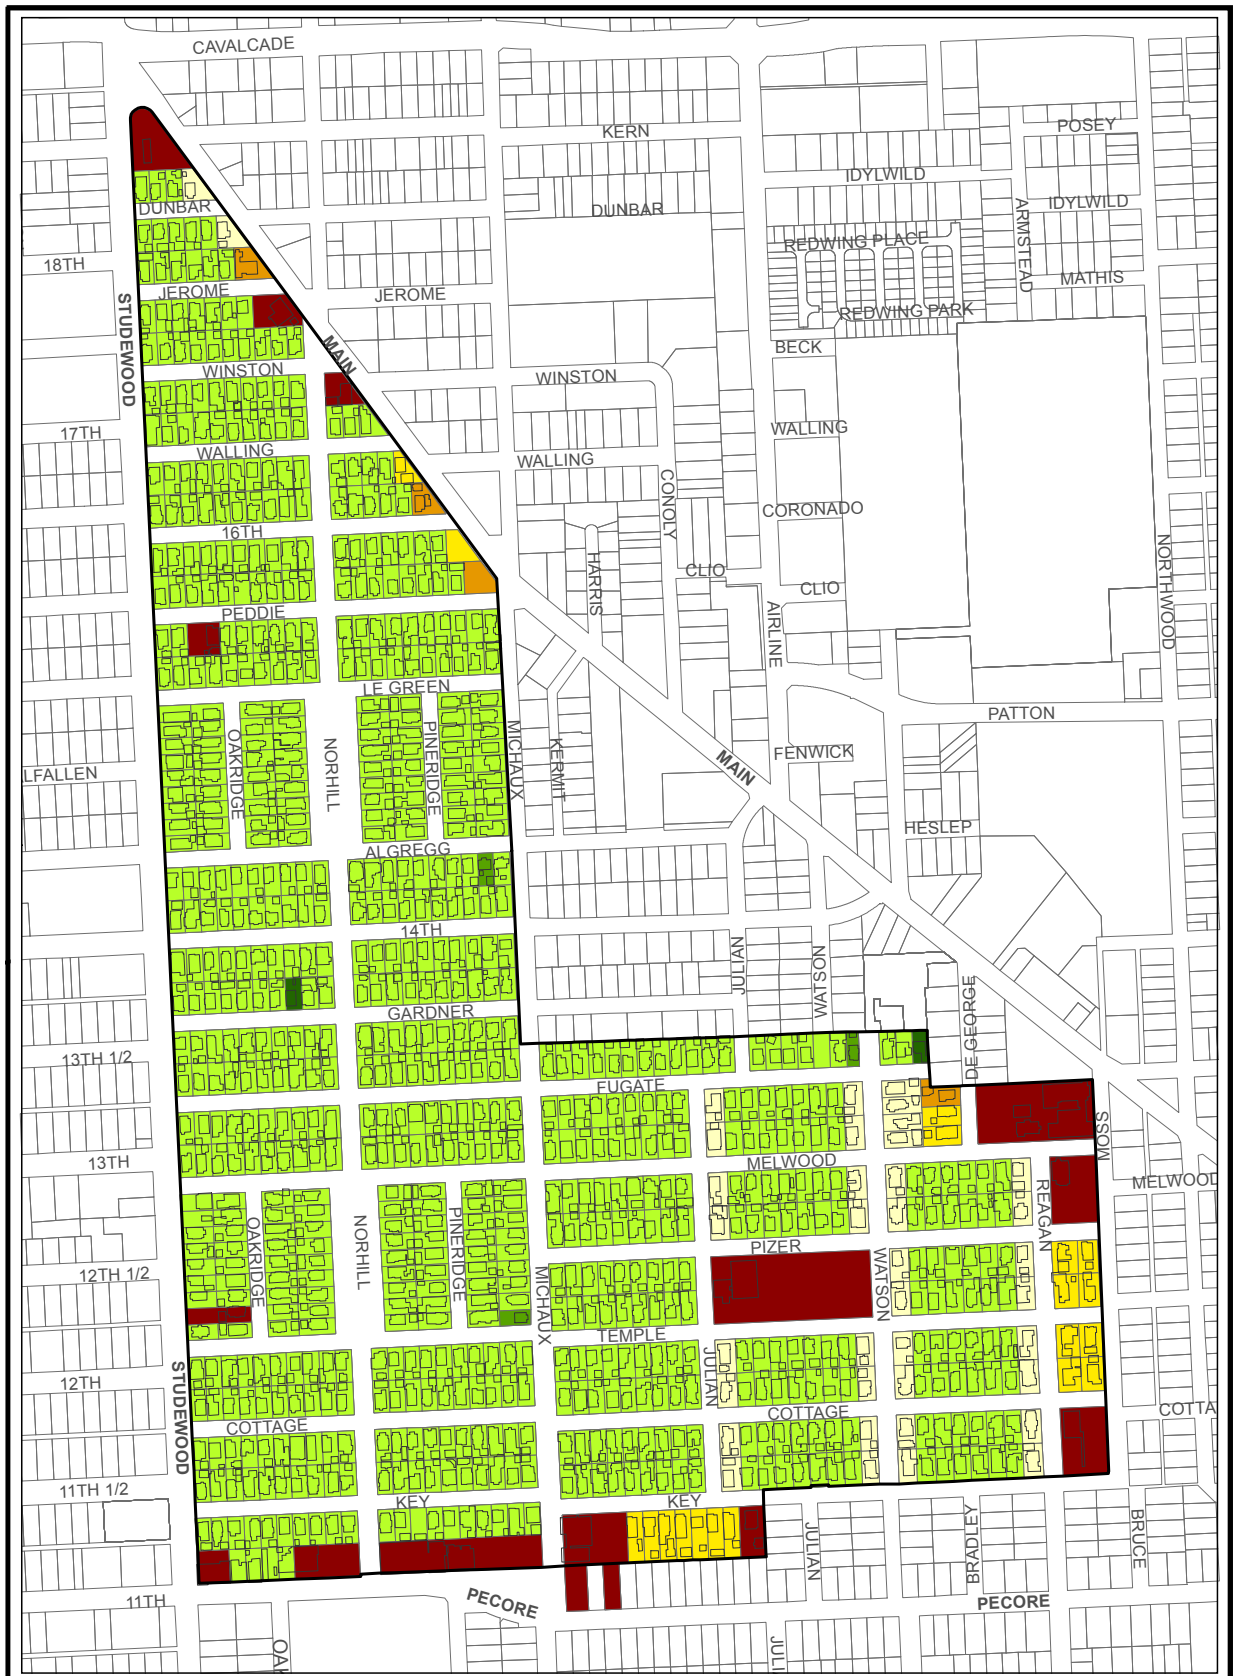 CAVALCADE
KERN
POSEY
IDYLWILD
IDYLWILD
DUNBAR
DUNBAR
ARMSTEAD
REDWING PLACE
18TH
MATHIS
JEROME
JEROME
STUDEWOOD
REDWING PARK
MAIN
BECK
WINSTON
WINSTON
17TH
WALLING
WALLING
WALLING
CONOLY
CORONADO
16TH
NORTHWOOD
HARRIS
CLIO
CLIO
PEDDIE
AIRLINE
LE GREEN
PATTON
OAKRIDGE
NORHILL
PINERIDGE
MICHAUX
KERMIT
MAIN
FENWICK
LFALLEN
HESLEP
ALGREGG
14TH
JULIAN
WATSON
DE GEORGE
GARDNER
13TH 1/2
FUGATE
MOSS
13TH
MELWOOD
MELWOOD
REAGAN
OAKRIDGE
NORHILL
PINERIDGE
MICHAUX
PIZER
WATSON
12TH 1/2
TEMPLE
JULIAN
12TH
STUDEWOOD
COTTAGE
COTTAGE
COTTA
11TH 1/2
KEY
KEY
JULIAN
BRADLEY
BRUCE
11TH
PECORE
PECORE
OAK
JULI